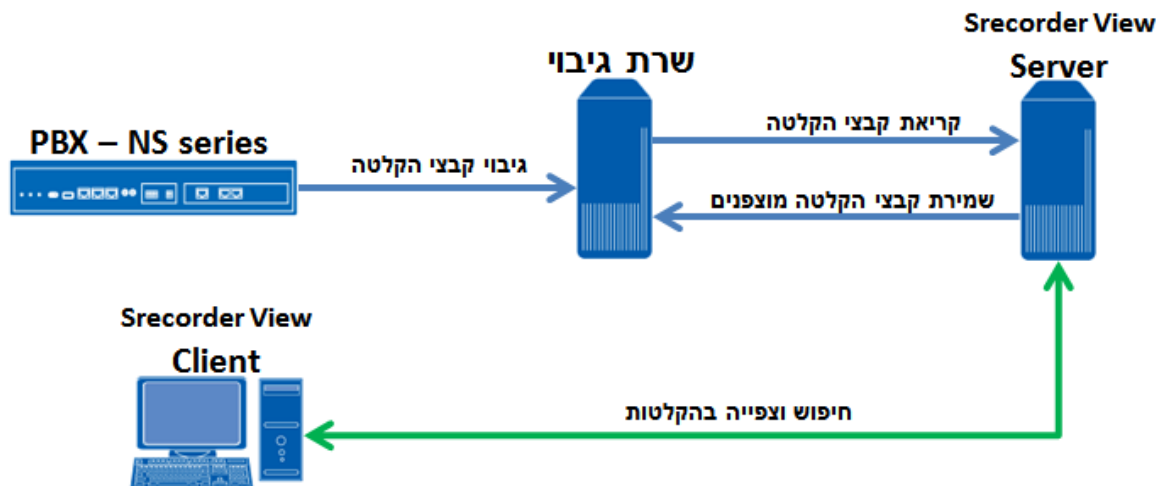 Srecorder View
Server
שרת גיבוי
PBX – NS series
קריאת קבצי הקלטה
גיבוי קבצי הקלטה
שמירת קבצי הקלטה מוצפנים
Srecorder View
Client
חיפוש וצפייה בהקלטות